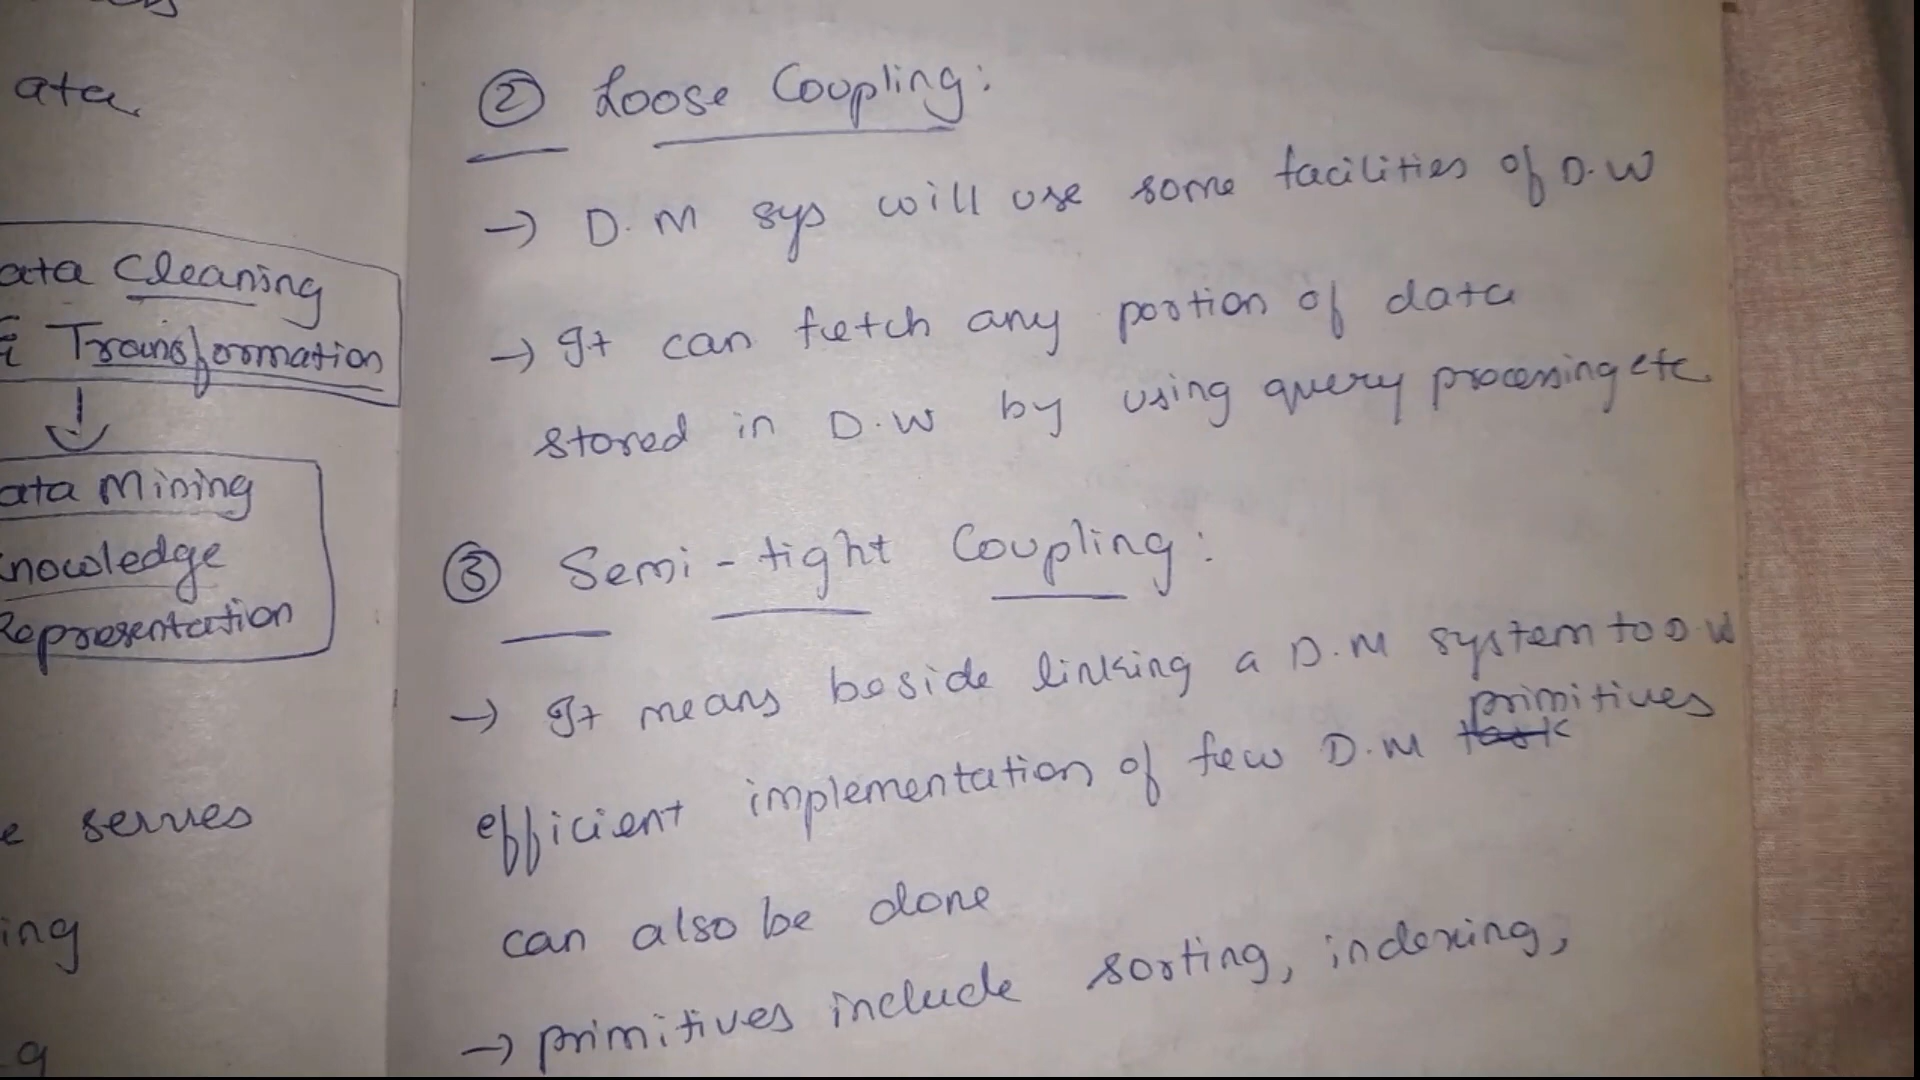 ata
ata Cleaning
Transformation
ata Mining
nowledge
Representation
e serves
ing
g
② Loose Coupling:
→ D.M sys will use some facilities of D.W
→ It can fetch any portion of data
stored in D.W by using query processing etc
③ Semi-tight Coupling:
→ It means beside linking a D.M system to D.W
primitives
efficient implementation of few D.M task
can also be done
→ primitives include sorting, indexing,